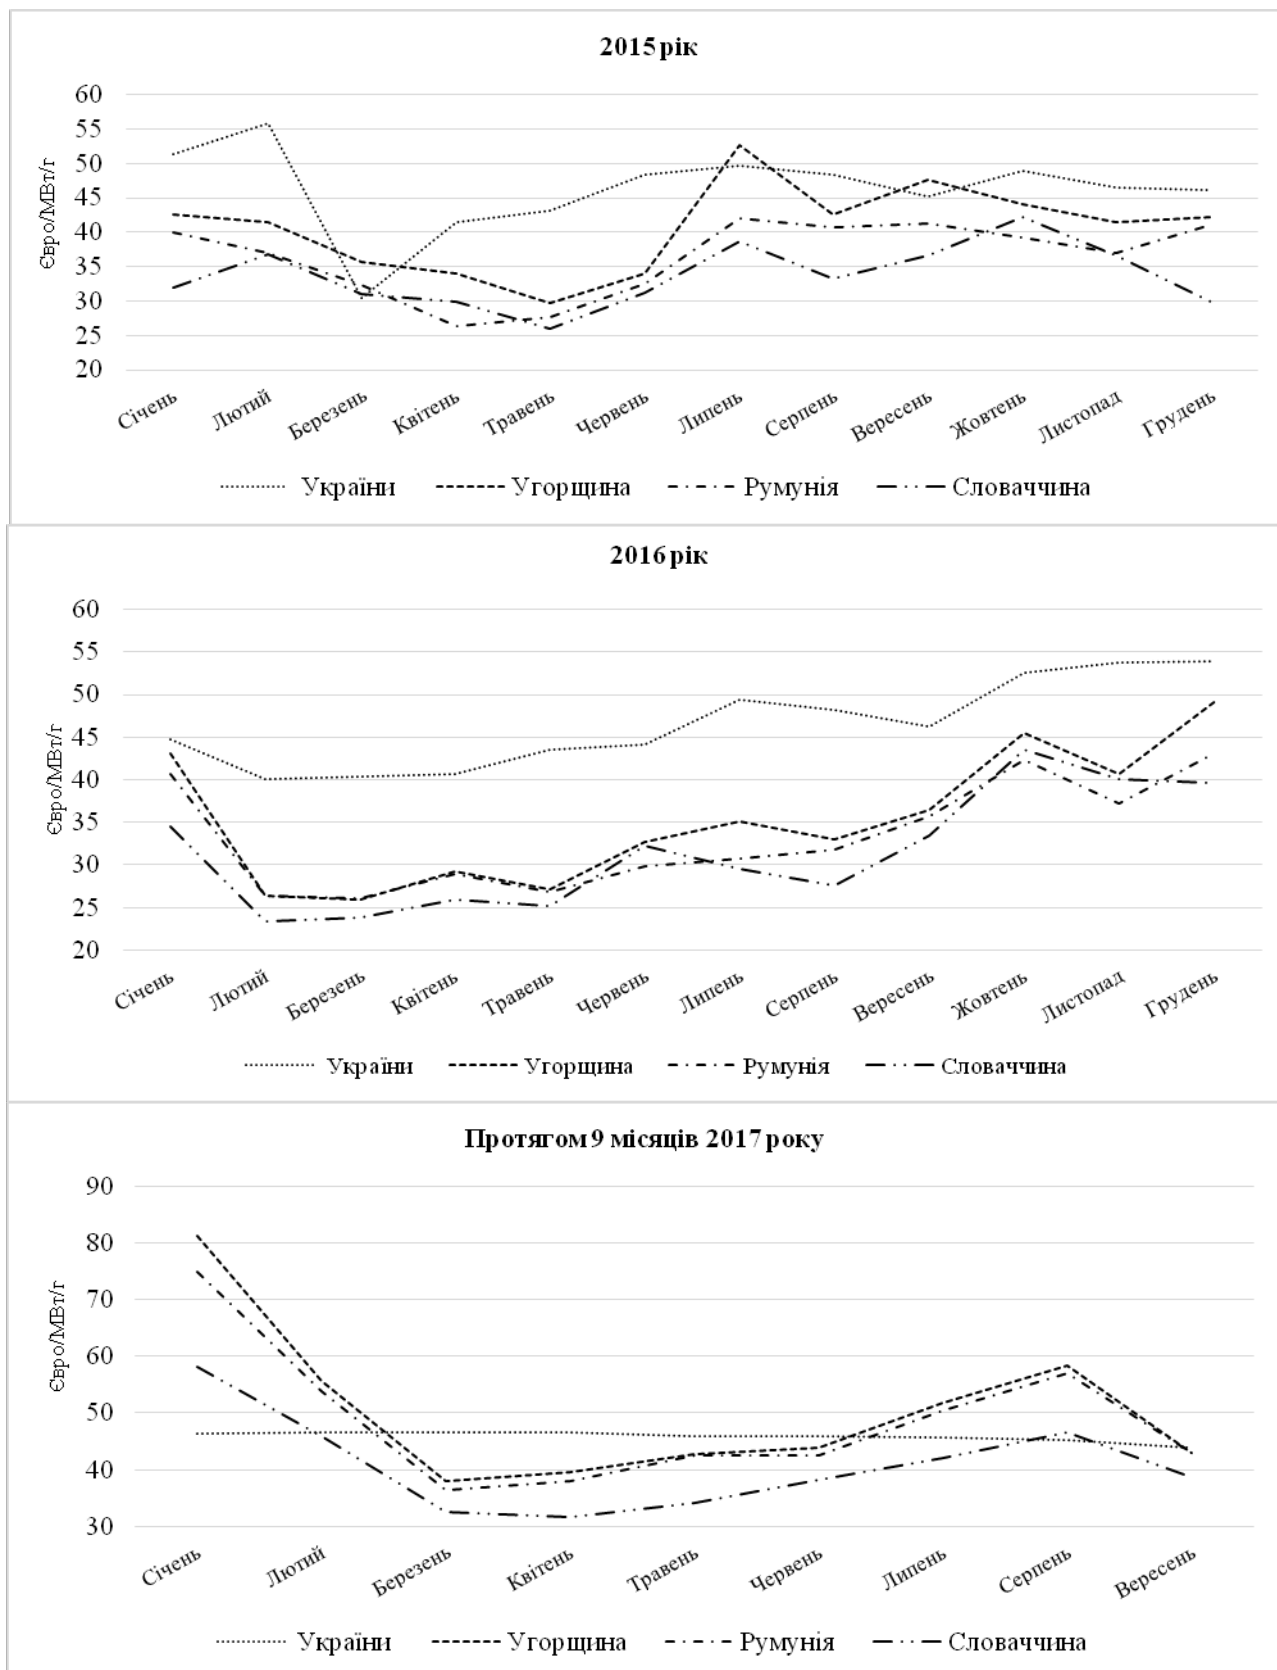 2015 рік
60
55
50
45
40
35
30
25
20
Євро/МВт/г
Січень Лютий Березень Квітень Травень Червень Липень Серпень Вересень Жовтень Листопад Грудень
України Угорщина Румунія Словаччина
2016 рік
60
55
50
45
40
35
30
25
20
Євро/МВт/г
Січень Лютий Березень Квітень Травень Червень Липень Серпень Вересень Жовтень Листопад Грудень
України Угорщина Румунія Словаччина
Протягом 9 місяців 2017 року
90
80
70
60
50
40
30
Євро/МВт/г
Січень Лютий Березень Квітень Травень Червень Липень Серпень Вересень
України Угорщина Румунія Словаччина